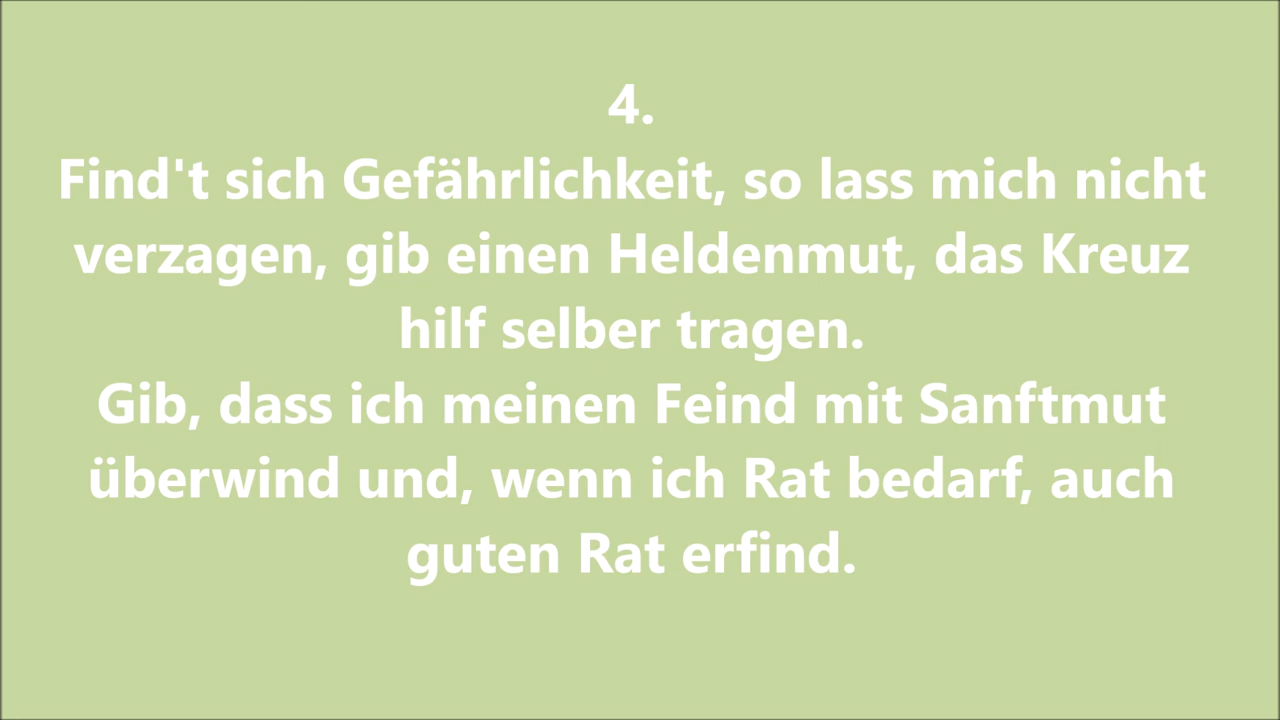 4.
Find't sich Gefährlichkeit, so lass mich nicht
verzagen, gib einen Heldenmut, das Kreuz
hilf selber tragen.
Gib, dass ich meinen Feind mit Sanftmut
überwind und, wenn ich Rat bedarf, auch
guten Rat erfind.